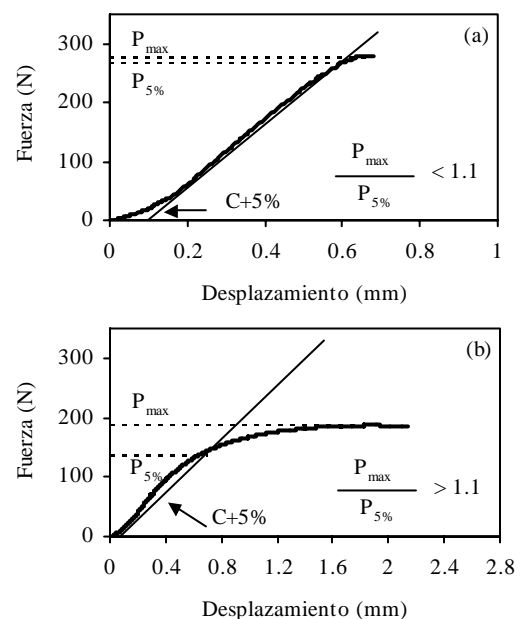 (a)
300
P_max
P_5%
200
100
0
Fuerza (N)
P_max
P_5%
< 1.1
C+5%
0 0.2 0.4 0.6 0.8 1
Desplazamiento (mm)
(b)
300
200
P_max
P_5%
100
0
Fuerza (N)
P_max
P_5%
> 1.1
C+5%
0 0.4 0.8 1.2 1.6 2 2.4 2.8
Desplazamiento (mm)